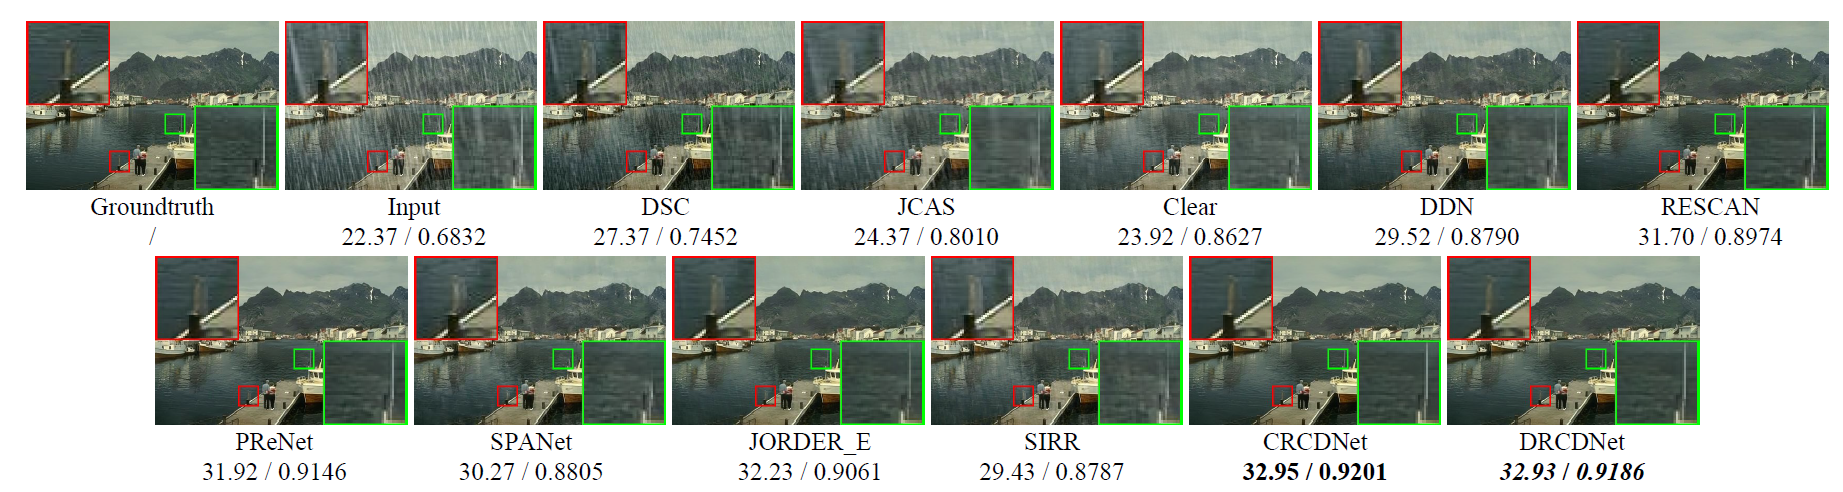 Groundtruth Input DSC JCAS Clear DDN RESCAN
/ 22.37 / 0.6832 27.37 / 0.7452 24.37 / 0.8010 23.92 / 0.8627 29.52 / 0.8790 31.70 / 0.8974
PReNet SPANet JORDER_E SIRR CRCDNet DRCDNet
31.92 / 0.9146 30.27 / 0.8805 32.23 / 0.9061 29.43 / 0.8787 32.95 / 0.9201 32.93 / 0.9186